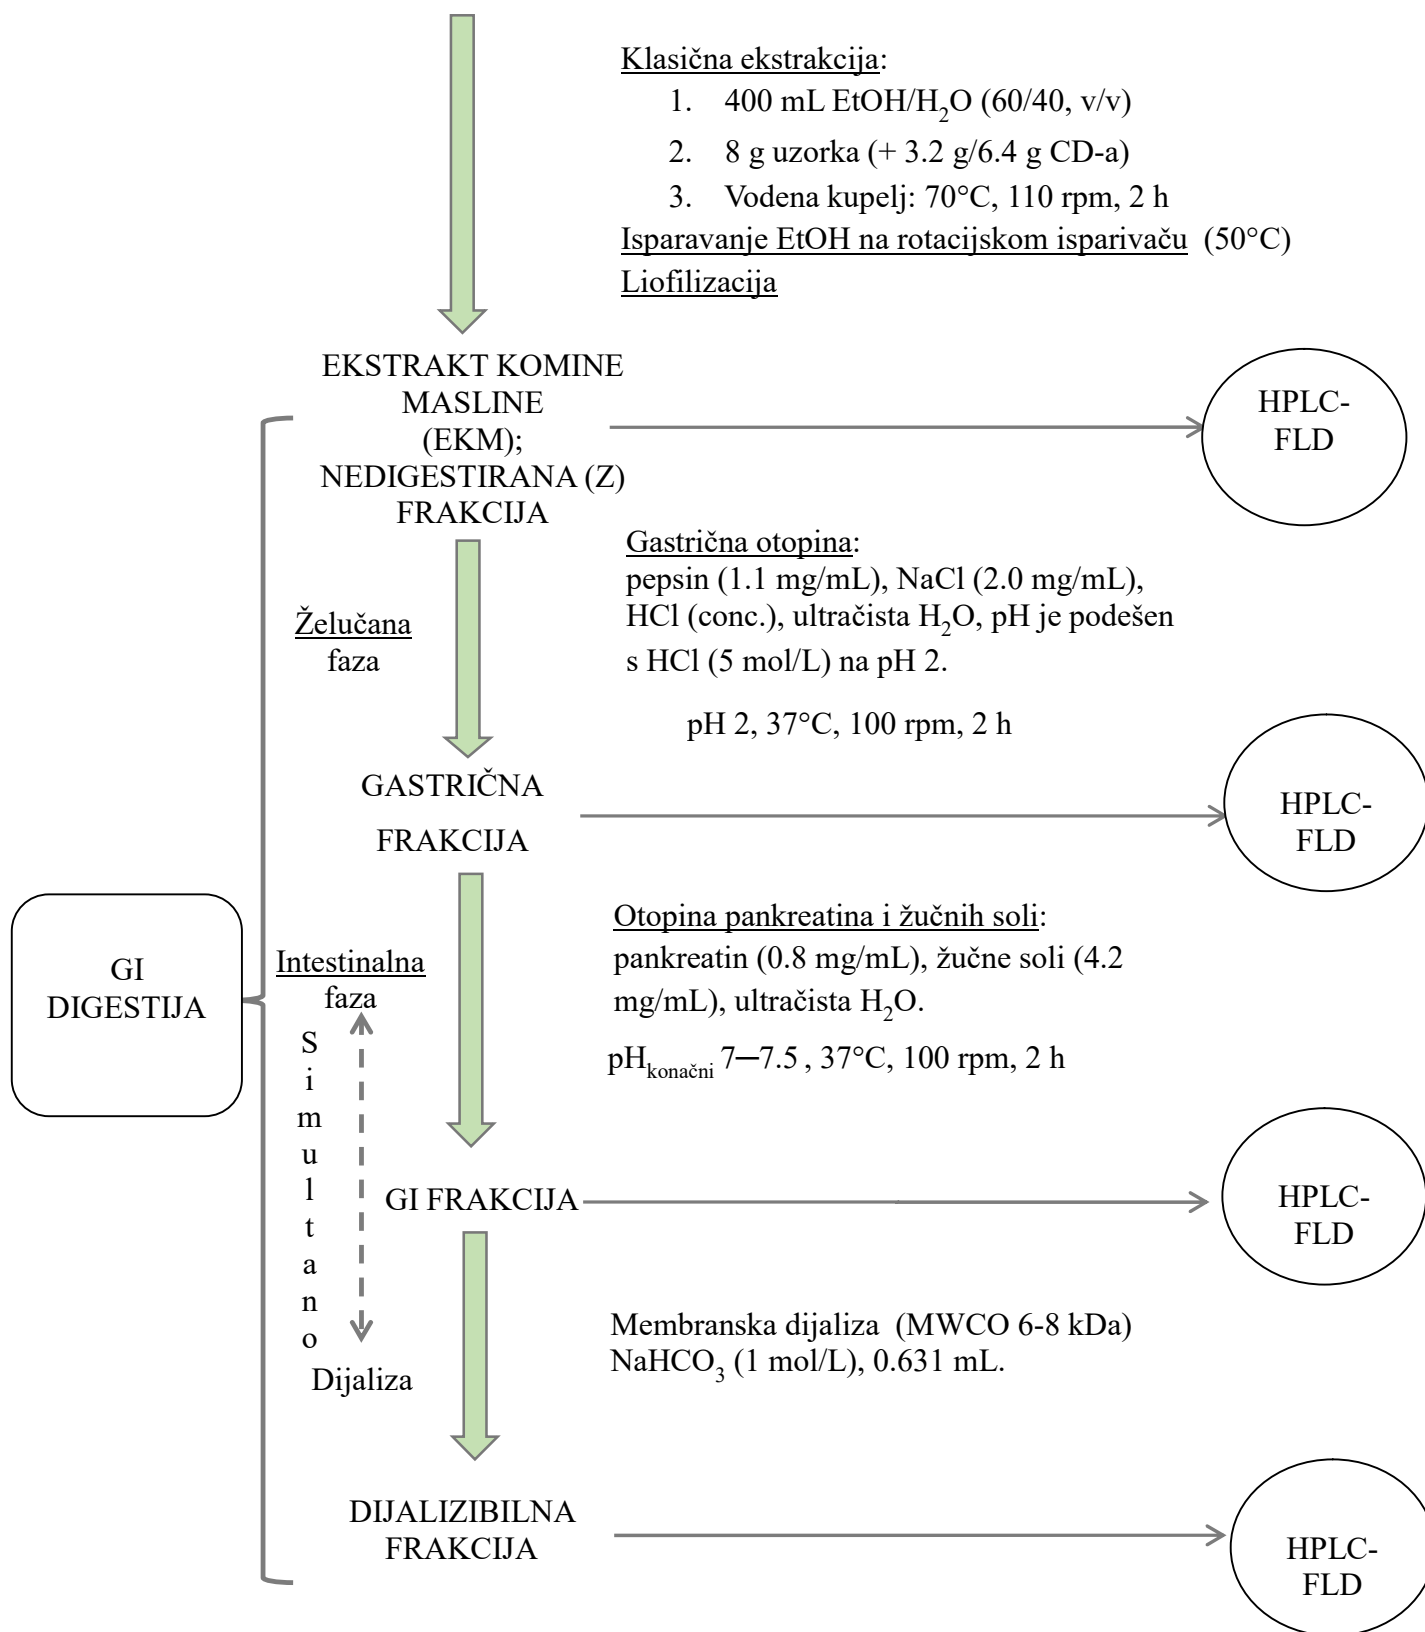 Klasična ekstrakcija:
1. 400 mL EtOH/H₂O (60/40, v/v)
2. 8 g uzorka (+ 3.2 g/6.4 g CD-a)
3. Vodena kupelj: 70°C, 110 rpm, 2 h
Isparavanje EtOH na rotacijskom isparivaču (50°C)
Liofilizacija
EKSTRAKT KOMINE
MASLINE
(EKM);
NEDIGESTIRANA (Z)
FRAKCIJA
HPLC-
FLD
Gastrična otopina:
pepsin (1.1 mg/mL), NaCl (2.0 mg/mL),
HCl (conc.), ultračista H₂O, pH je podešen
s HCl (5 mol/L) na pH 2.
pH 2, 37°C, 100 rpm, 2 h
Želučana
faza
GASTRIČNA
FRAKCIJA
HPLC-
FLD
GI
DIGESTIJA
Otopina pankreatina i žučnih soli:
pankreatin (0.8 mg/mL), žučne soli (4.2
mg/mL), ultračista H₂O.
pHkonačni 7─7.5 , 37°C, 100 rpm, 2 h
Intestinalna
faza
S
i
m
u
l
t
a
n
o
Dijaliza
GI FRAKCIJA
HPLC-
FLD
Membranska dijaliza (MWCO 6-8 kDa)
NaHCO₃ (1 mol/L), 0.631 mL.
DIJALIZIBILNA
FRAKCIJA
HPLC-
FLD